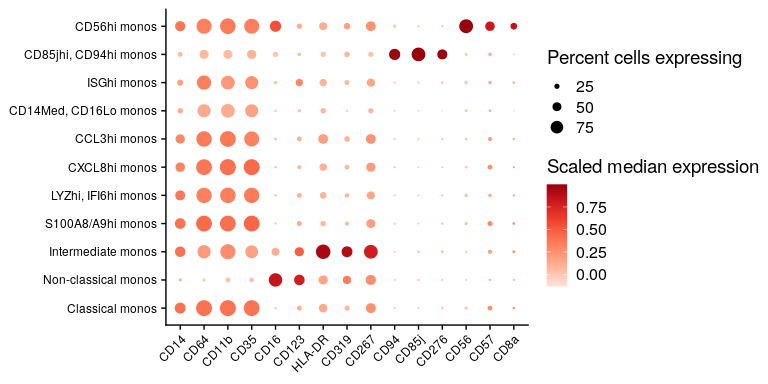 CD56hi monos
CD85jhi, CD94hi monos
ISGhi monos
CD14Med, CD16Lo monos
CCL3hi monos
CXCL8hi monos
LYZhi, IFI6hi monos
S100A8/A9hi monos
Intermediate monos
Non-classical monos
Classical monos
CD14
CD64
CD11b
CD35
CD16
CD123
HLA-DR
CD319
CD267
CD94
CD85j
CD276
CD56
CD57
CD8a
Percent cells expressing
25
50
75
Scaled median expression
0.75
0.50
0.25
0.00